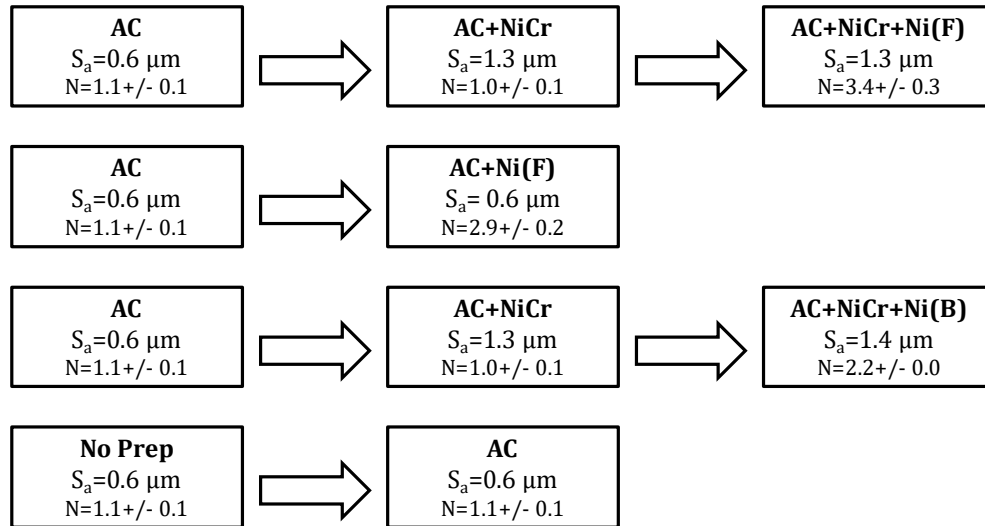 AC
Sₐ=0.6 μm
N=1.1+/- 0.1
AC+NiCr
Sₐ=1.3 μm
N=1.0+/- 0.1
AC+NiCr+Ni(F)
Sₐ=1.3 μm
N=3.4+/- 0.3
AC
Sₐ=0.6 μm
N=1.1+/- 0.1
AC+Ni(F)
Sₐ= 0.6 μm
N=2.9+/- 0.2
AC
Sₐ=0.6 μm
N=1.1+/- 0.1
AC+NiCr
Sₐ=1.3 μm
N=1.0+/- 0.1
AC+NiCr+Ni(B)
Sₐ=1.4 μm
N=2.2+/- 0.0
No Prep
Sₐ=0.6 μm
N=1.1+/- 0.1
AC
Sₐ=0.6 μm
N=1.1+/- 0.1